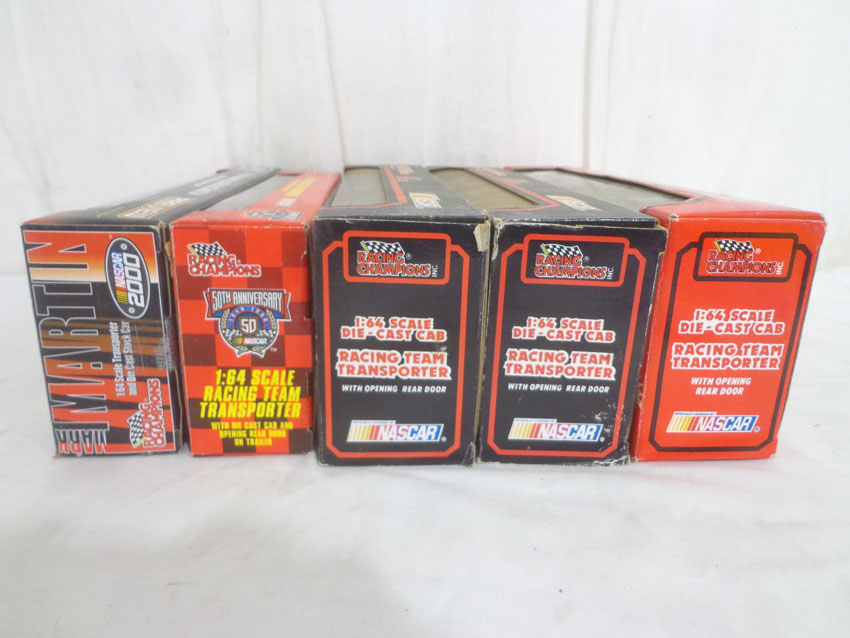 MARK MARTIN
NASCAR
2000
1:64 Scale Transporter
and Die Cast Stock Car
RACING
CHAMPIONS
RACING
CHAMPIONS
50TH ANNIVERSARY
50
NASCAR
1:64 SCALE
RACING TEAM
TRANSPORTER
WITH DIE CAST CAB AND
OPENING REAR DOOR
ON TRAILER
RACING
CHAMPIONS INC
1:64 SCALE
DIE-CAST CAB
RACING TEAM
TRANSPORTER
WITH OPENING REAR DOOR
NASCAR
RACING
CHAMPIONS INC
1:64 SCALE
DIE-CAST CAB
RACING TEAM
TRANSPORTER
WITH OPENING REAR DOOR
NASCAR
RACING
CHAMPIONS INC
1:64 SCALE
DIE-CAST CAB
RACING TEAM
TRANSPORTER
WITH OPENING
REAR DOOR
NASCAR